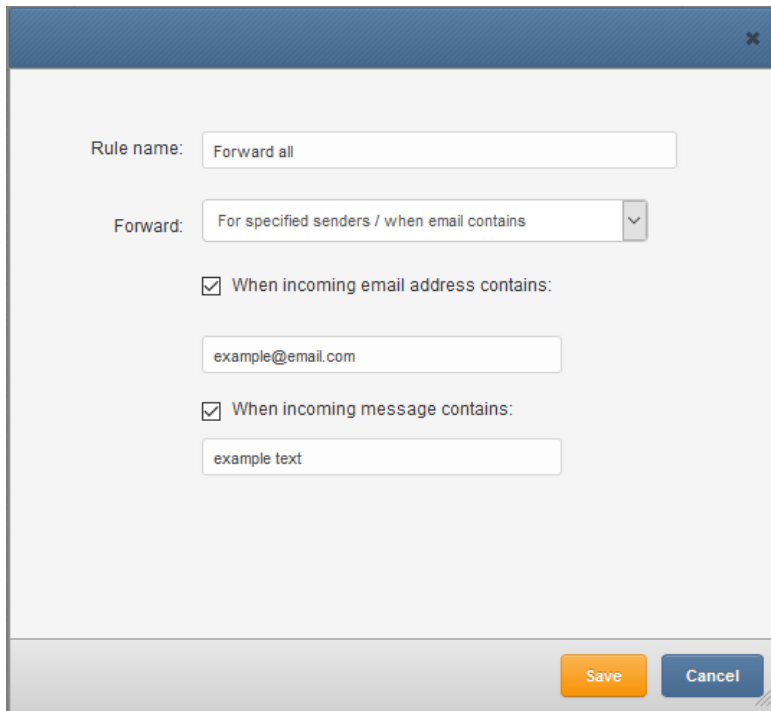 Rule name: Forward all
Forward: For specified senders / when email contains
When incoming email address contains:
example@email.com
When incoming message contains:
example text
Save Cancel